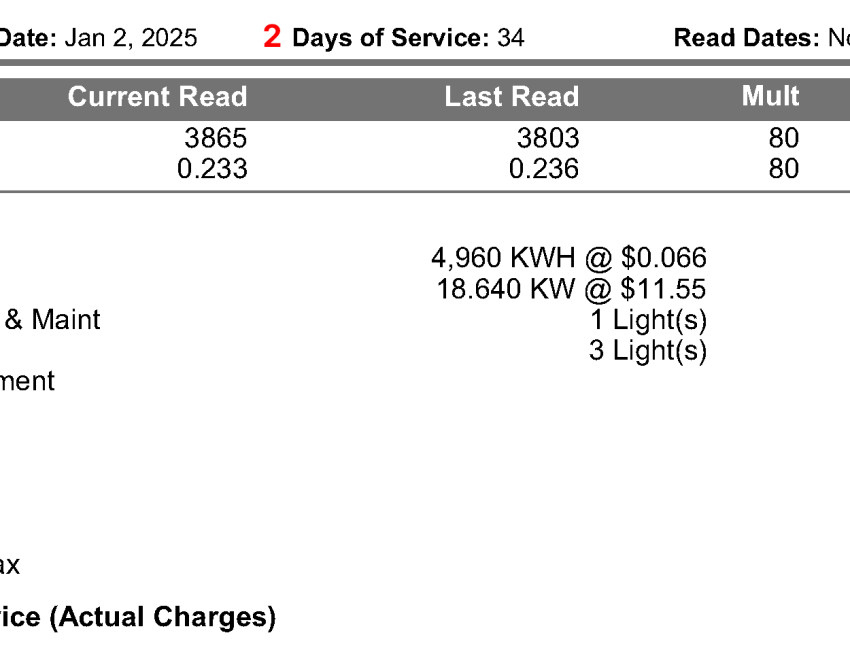 Date: Jan 2, 2025 2 Days of Service: 34 Read Dates:
Current Read Last Read Mult
3865 3803 80
0.233 0.236 80
4,960 KWH @ $0.066
18.640 KW @ $11.55
& Maint 1 Light(s)
3 Light(s)
ment
ax
vice (Actual Charges)